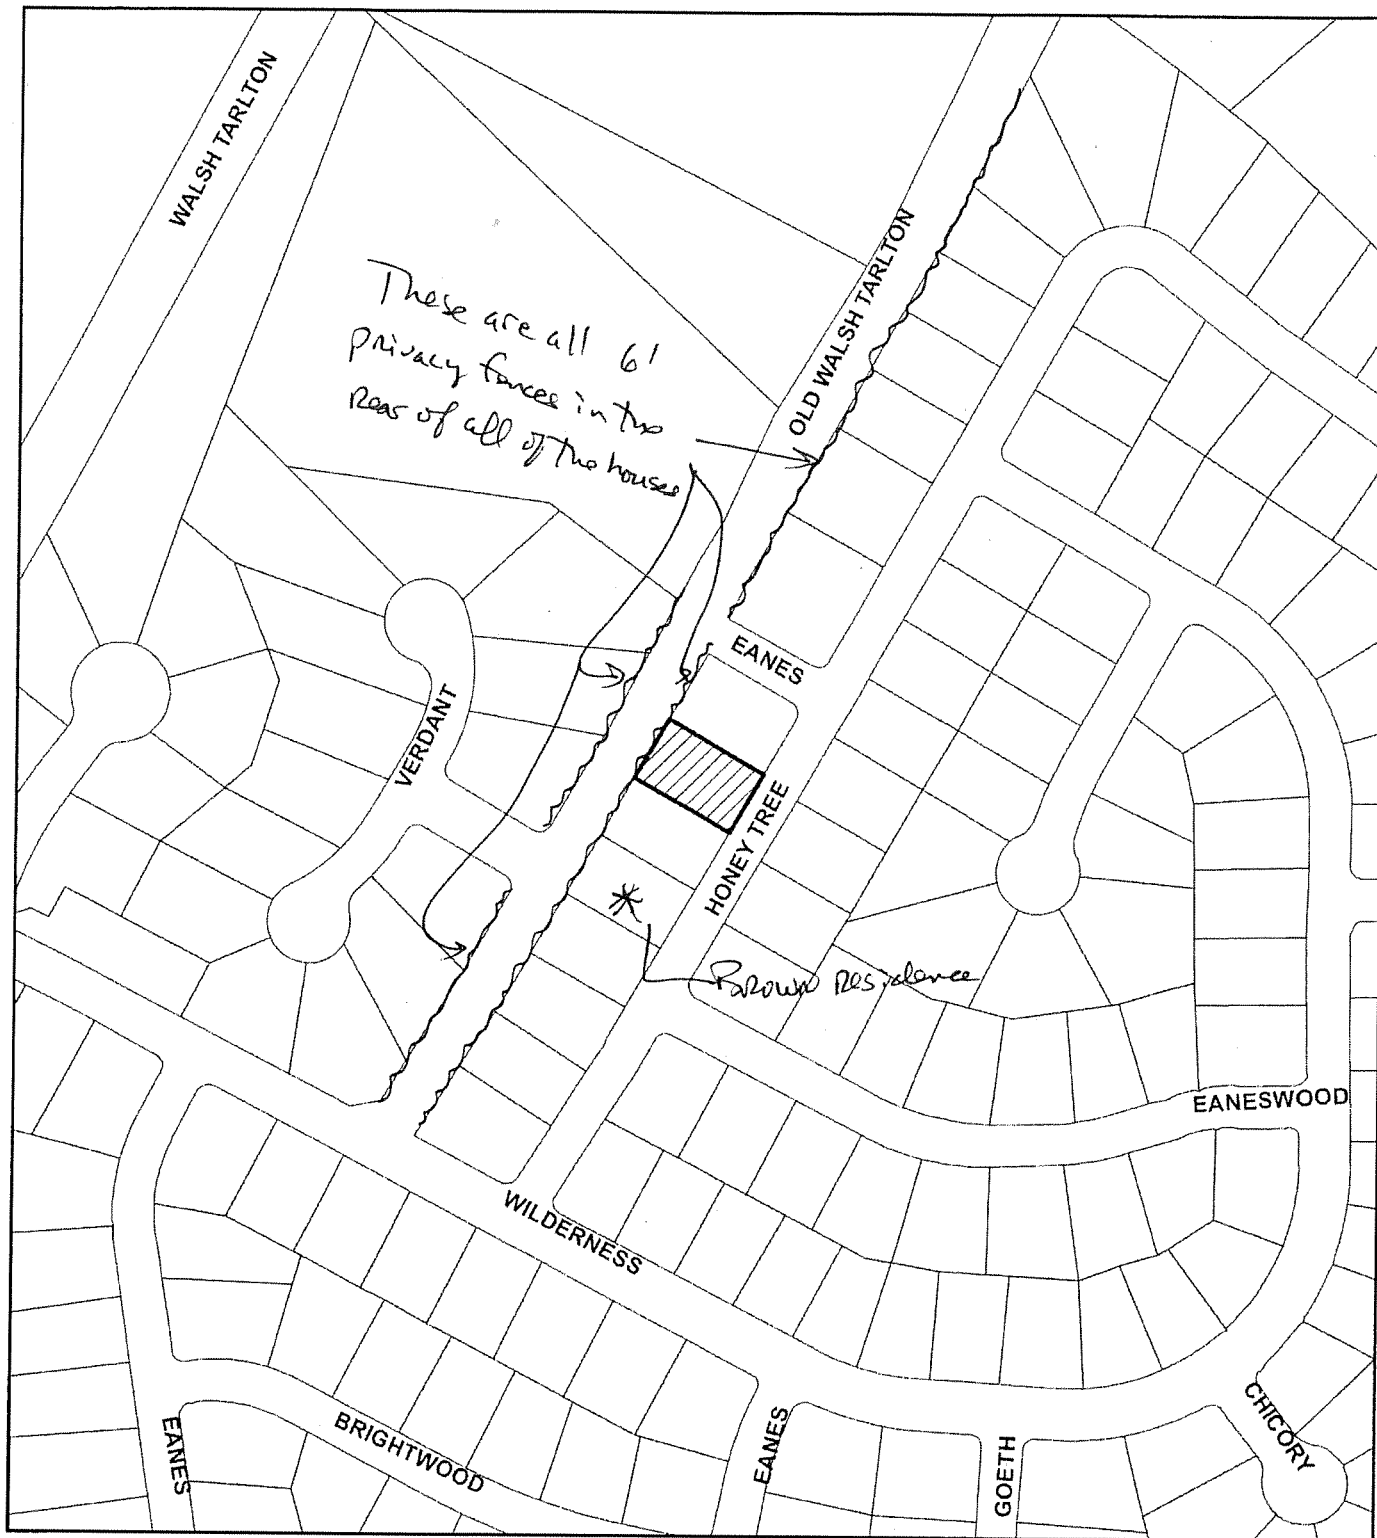 WALSH TARLTON
OLD WALSH TARLTON
These are all 6'
privacy fences in the
Rear of all of the houses
EANES
VERDANT
HONEY TREE
Brown Residence
EANESWOOD
WILDERNESS
CHICORY
EANES
BRIGHTWOOD
EANES
GOETH